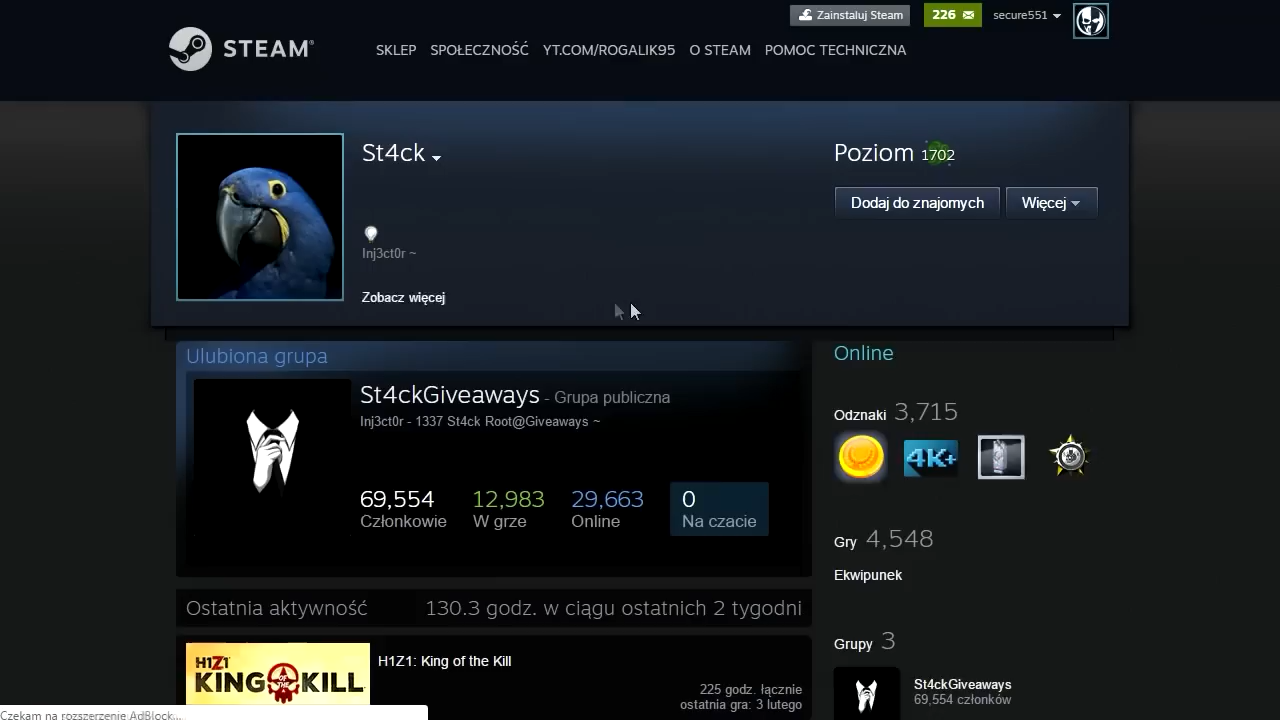 Zainstaluj Steam
226
secure551
STEAM®
SKLEP SPOŁECZNOŚĆ YT.COM/ROGALIK95 O STEAM POMOC TECHNICZNA
St4ck
Poziom 1702
Dodaj do znajomych
Więcej
Inj3ct0r ~
Zobacz więcej
Ulubiona grupa
St4ckGiveaways - Grupa publiczna
Inj3ct0r - 1337 St4ck Root@Giveaways ~
69,554 12,983 29,663 0
Członkowie W grze Online Na czacie
Online
Odznaki 3,715
4K+
Gry 4,548
Ekwipunek
Grupy 3
St4ckGiveaways
69,554 członków
Ostatnia aktywność 130.3 godz. w ciągu ostatnich 2 tygodni
H1Z1
KING OF THE KILL
H1Z1: King of the Kill
225 godz. łącznie
ostatnia gra: 3 lutego
Czekam na rozszerzenie AdBlock...